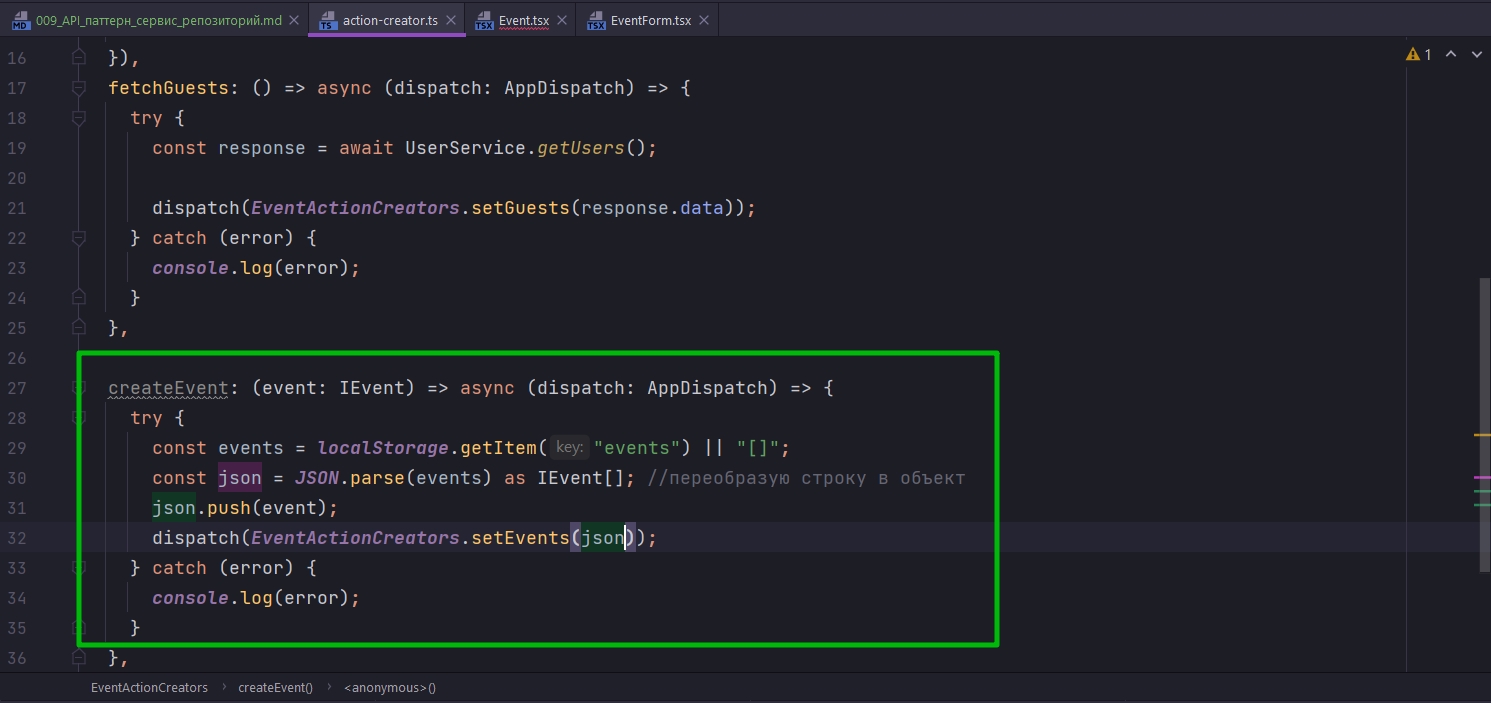 MD 009_API_паттерн_сервис_репозиторий.md TS action-creator.ts TSX Event.tsx TSX EventForm.tsx
16 }), 1
17 fetchGuests: () => async (dispatch: AppDispatch) => {
18 try {
19 const response = await UserService.getUsers();
20
21 dispatch(EventActionCreators.setGuests(response.data));
22 } catch (error) {
23 console.log(error);
24 }
25 },
26
27 createEvent: (event: IEvent) => async (dispatch: AppDispatch) => {
28 try {
29 const events = localStorage.getItem( key: "events") || "[]";
30 const json = JSON.parse(events) as IEvent[]; //переобразую строку в объект
31 json.push(event);
32 dispatch(EventActionCreators.setEvents(json));
33 } catch (error) {
34 console.log(error);
35 }
36 },
EventActionCreators › createEvent() › <anonymous>()